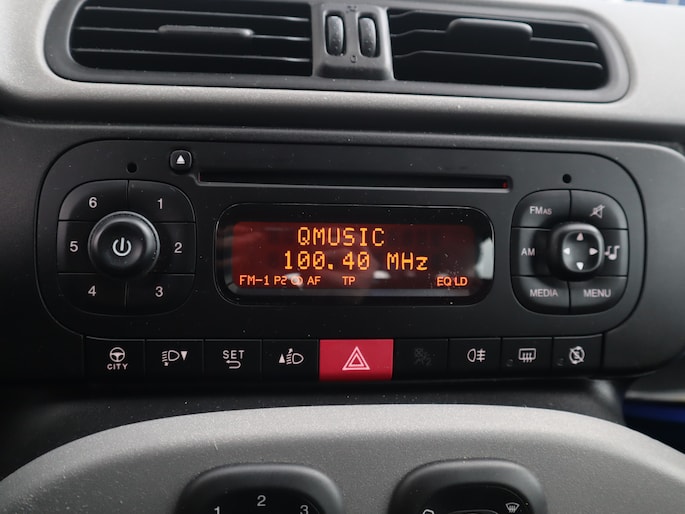 6
1
FMAS
5
2
AM
4
3
MEDIA
MENU
QMUSIC
100.40 MHz
FM-1 P2 AF TP EQ LD
CITY
SET
1
2
3
0